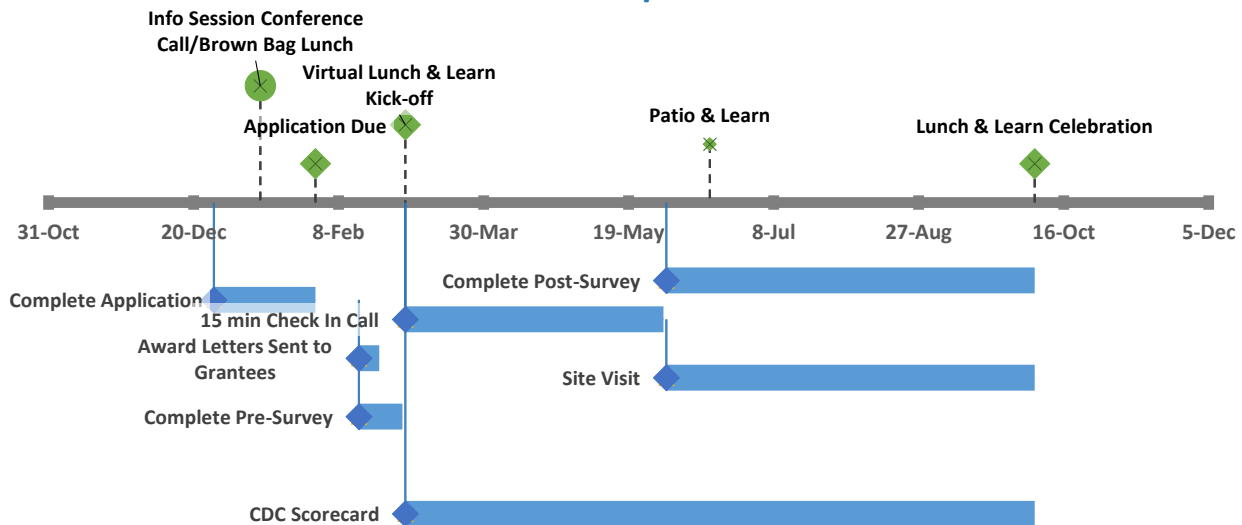 Info Session Conference
Call/Brown Bag Lunch
Virtual Lunch & Learn
Kick-off
Application Due
Patio & Learn
Lunch & Learn Celebration
31-Oct
20-Dec
8-Feb
30-Mar
19-May
8-Jul
27-Aug
16-Oct
5-Dec
Complete Post-Survey
Complete Application
15 min Check In Call
Award Letters Sent to
Grantees
Site Visit
Complete Pre-Survey
CDC Scorecard